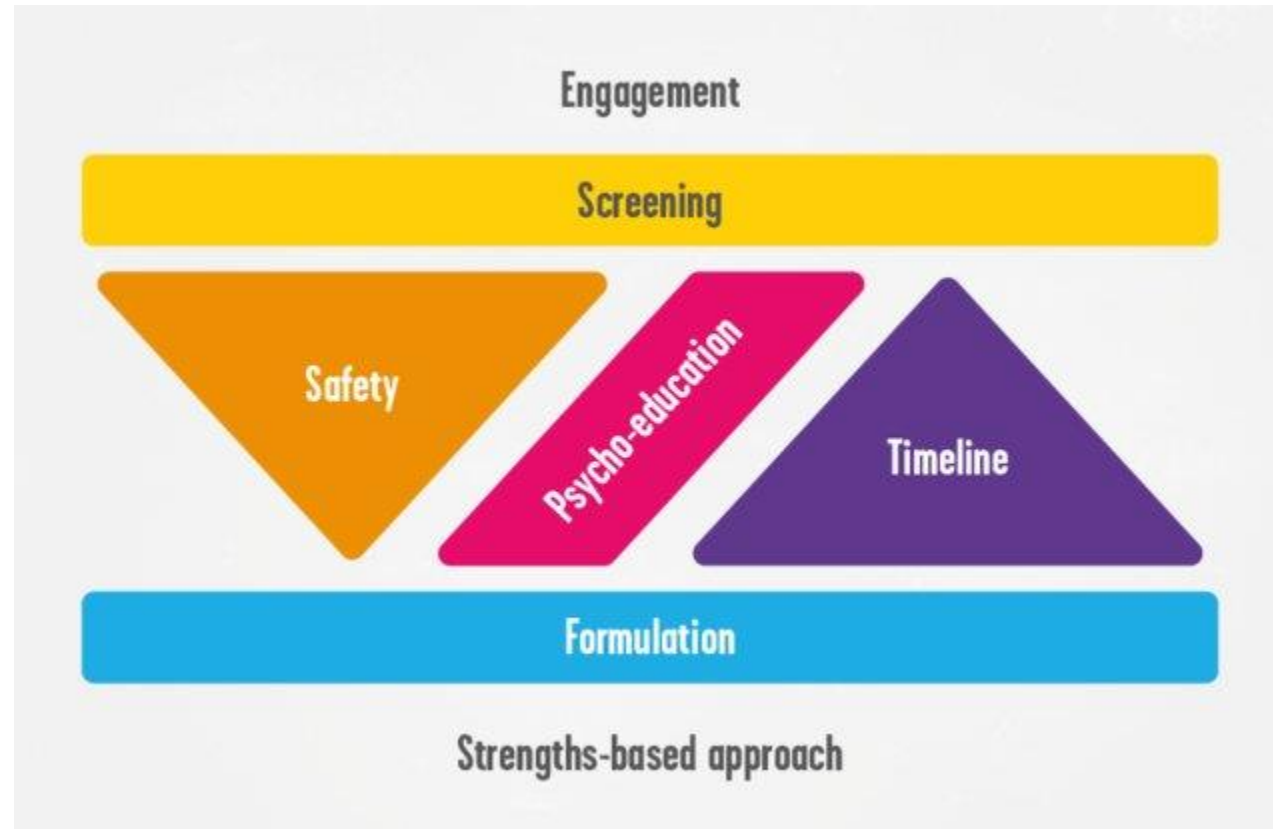 Engagement
Screening
Safety
Psycho-education
Timeline
Formulation
Strengths-based approach